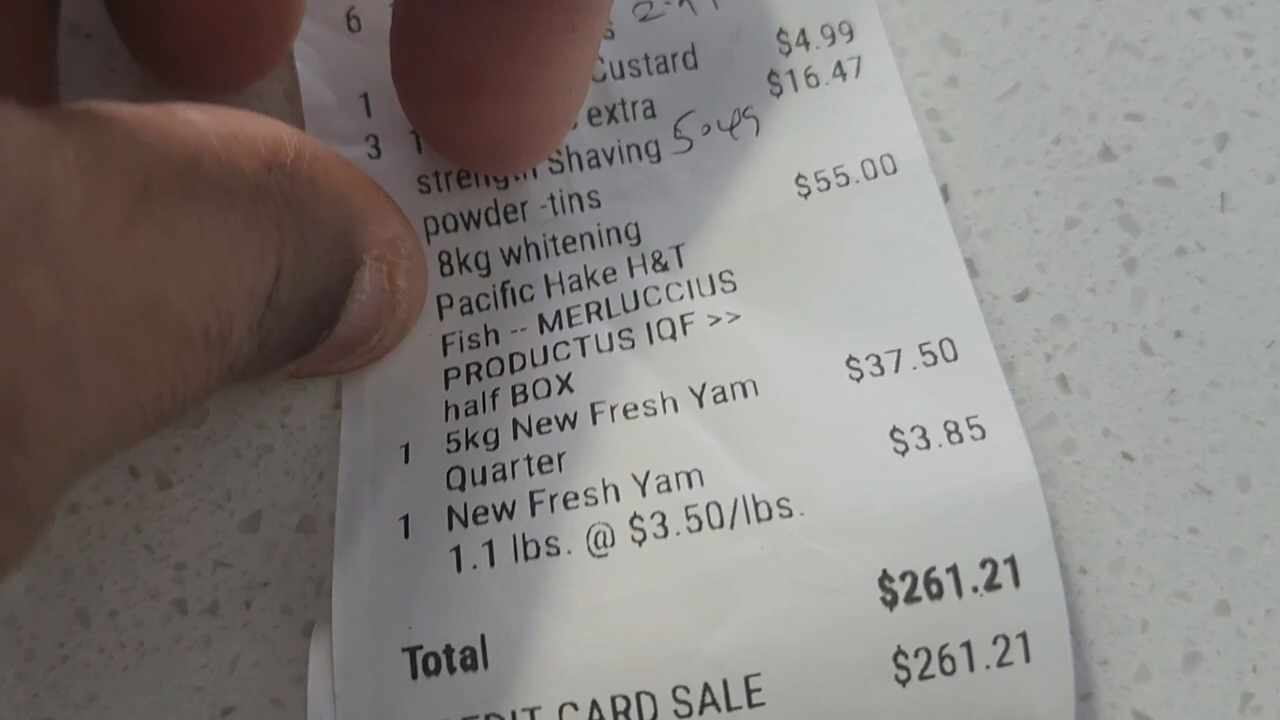 6
Custard $4.99
1 extra $16.47
3 1 Shaving 5.49
powder -tins
8kg whitening $55.00
Pacific Hake H&T
Fish -- MERLUCCIUS
PRODUCTUS IQF >>
half BOX
1 5kg New Fresh Yam $37.50
Quarter
1 New Fresh Yam $3.85
1.1 lbs. @ $3.50/lbs.
$261.21
Total
$261.21
CARD SALE